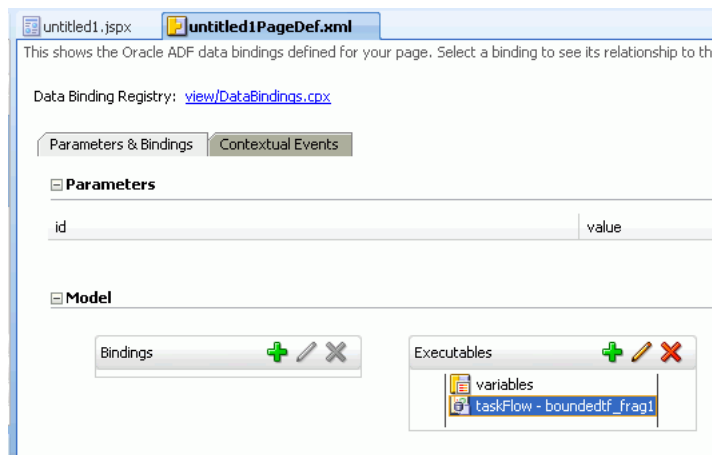 untitled1.jspx untitled1PageDef.xml
This shows the Oracle ADF data bindings defined for your page. Select a binding to see its relationship to th
Data Binding Registry: view/DataBindings.cpx
Parameters & Bindings Contextual Events
Parameters
id value
Model
Bindings Executables
variables
taskFlow - boundedtf_frag1